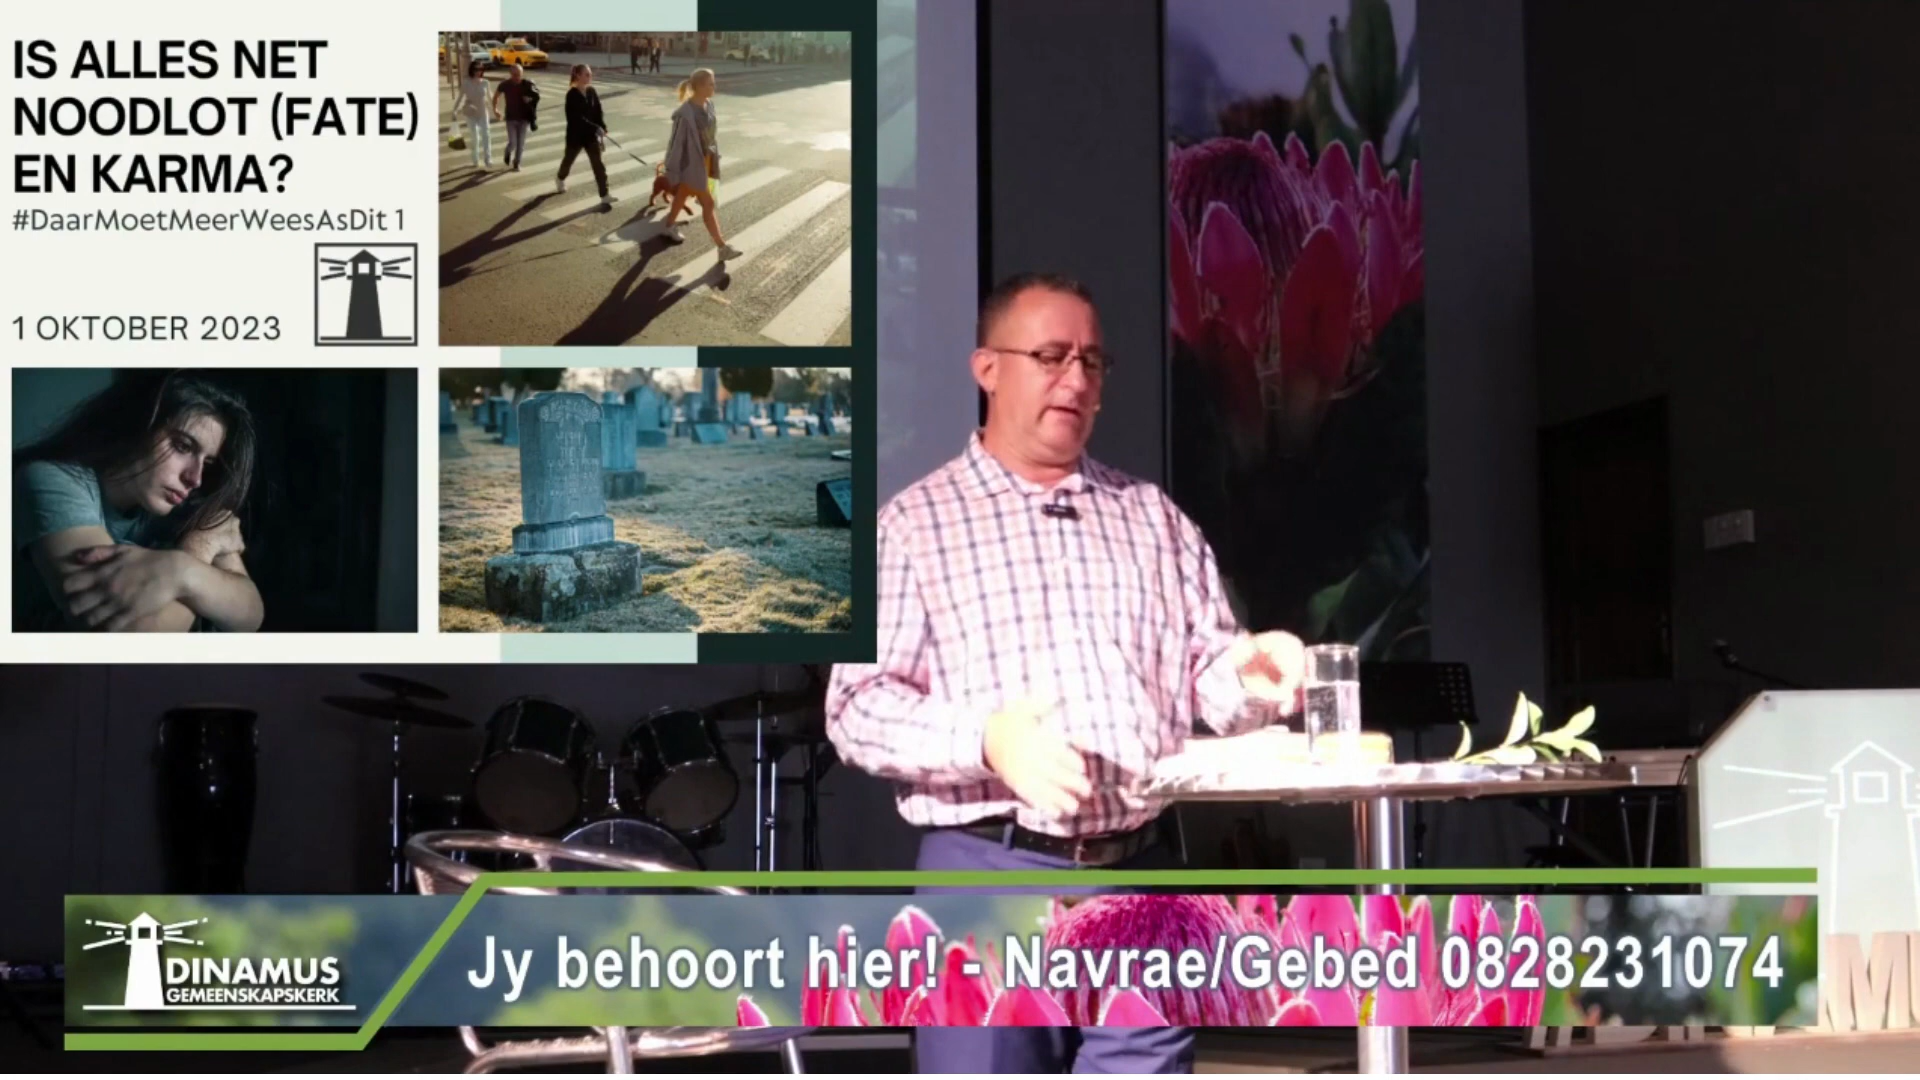 IS ALLES NET
NOODLOT (FATE)
EN KARMA?
#DaarMoetMeerWeesAsDit 1
1 OKTOBER 2023
DINAMUS
GEMEENSKAPSKERK
Jy behoort hier! - Navrae/Gebed 0828231074